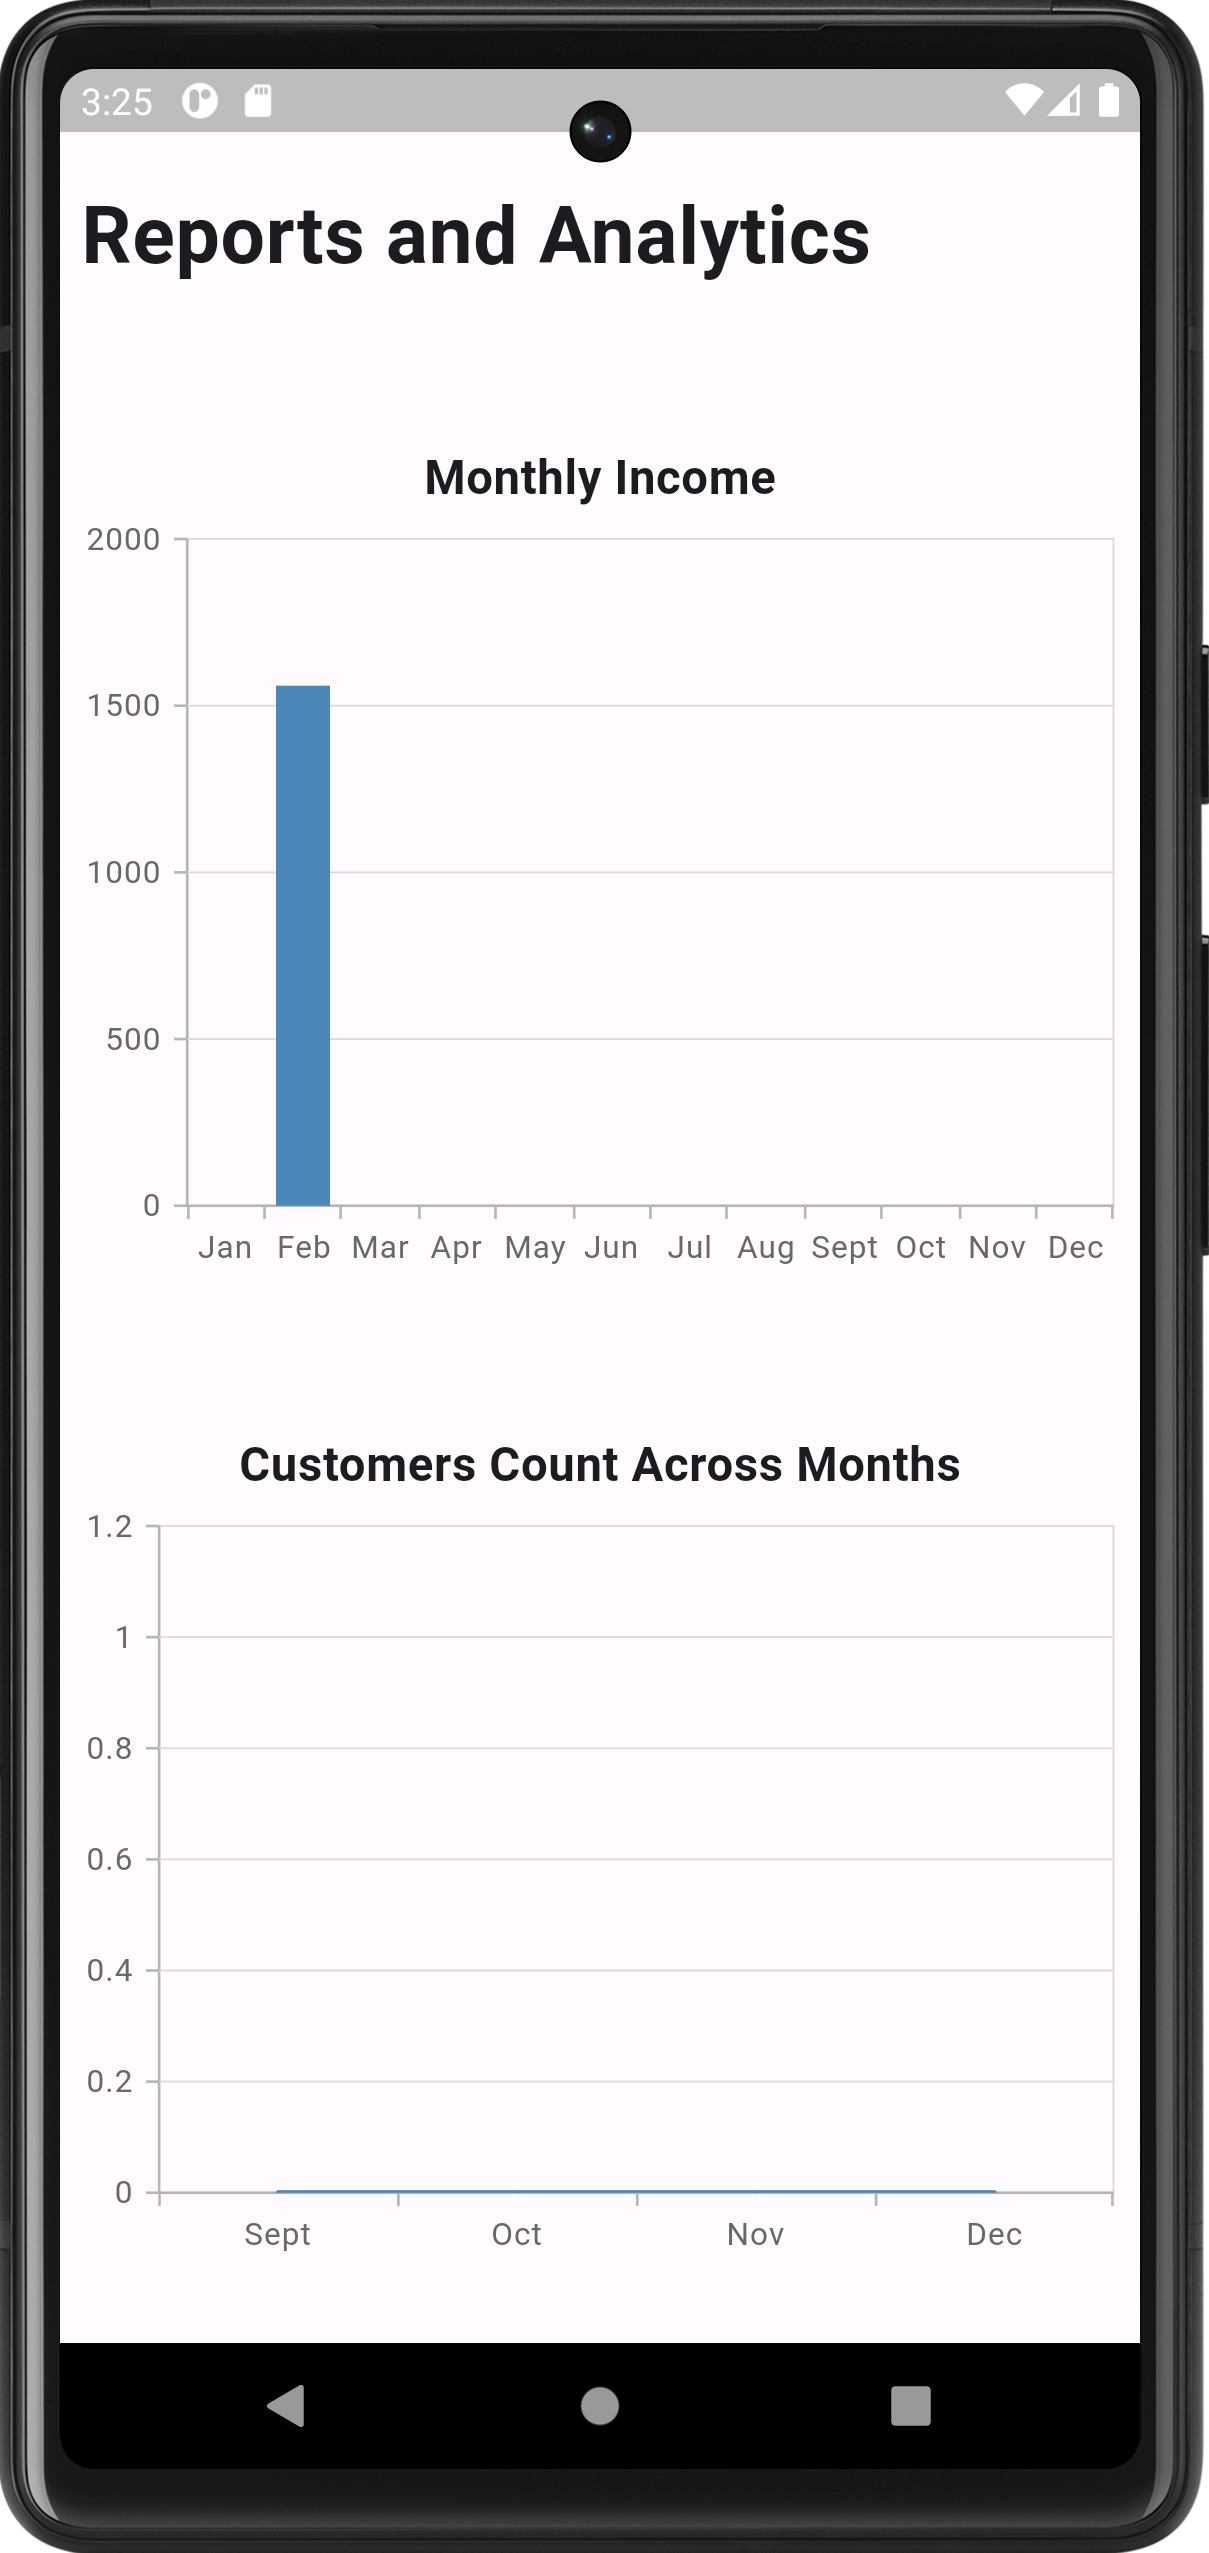 3:25
Reports and Analytics
Monthly Income
2000
1500
1000
500
0
Jan Feb Mar Apr May Jun Jul Aug Sept Oct Nov Dec
Customers Count Across Months
1.2
1
0.8
0.6
0.4
0.2
0
Sept Oct Nov Dec